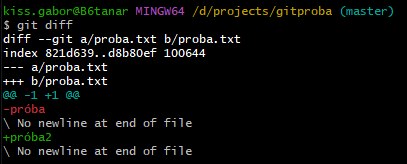 kiss.gabor@B6tanar MINGW64 /d/projects/gitproba (master)
$ git diff
diff --git a/proba.txt b/proba.txt
index 821d639..d8b80ef 100644
--- a/proba.txt
+++ b/proba.txt
@@ -1 +1 @@
-próba
\ No newline at end of file
+próba2
\ No newline at end of file